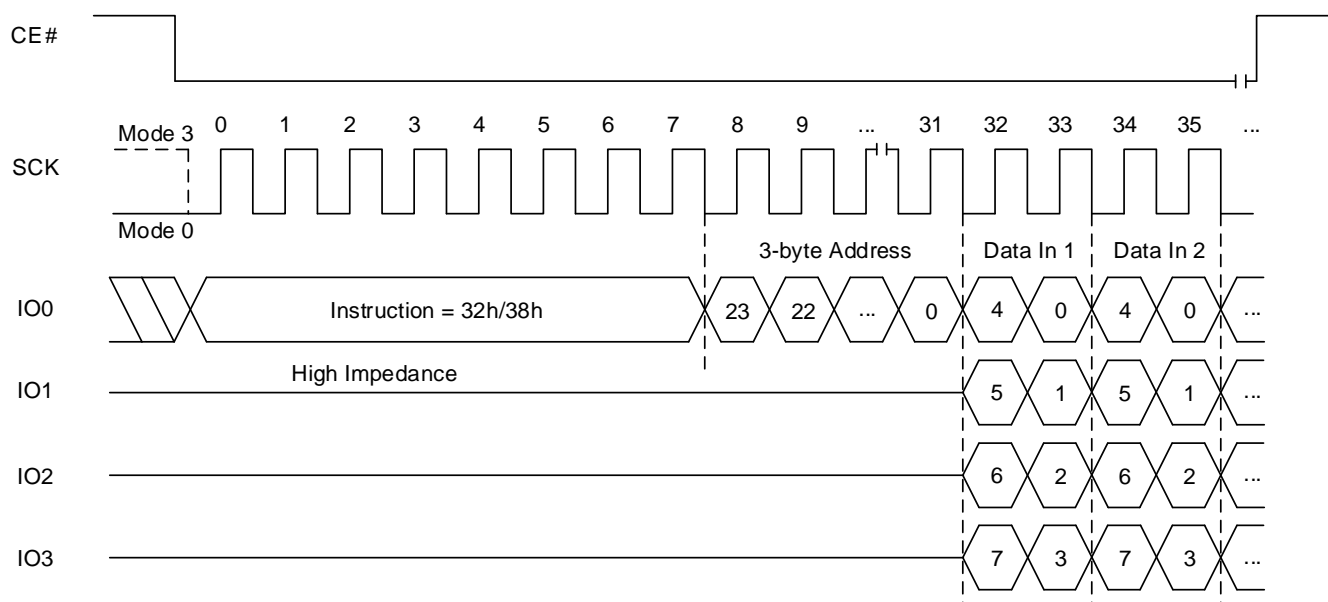 CE#
0 1 2 3 4 5 6 7 8 9 ... 31 32 33 34 35 ...
Mode 3
SCK
Mode 0
3-byte Address Data In 1 Data In 2
IO0 Instruction = 32h/38h 23 22 ... 0 4 0 4 0 ...
High Impedance
IO1 5 1 5 1 ...
IO2 6 2 6 2 ...
IO3 7 3 7 3 ...